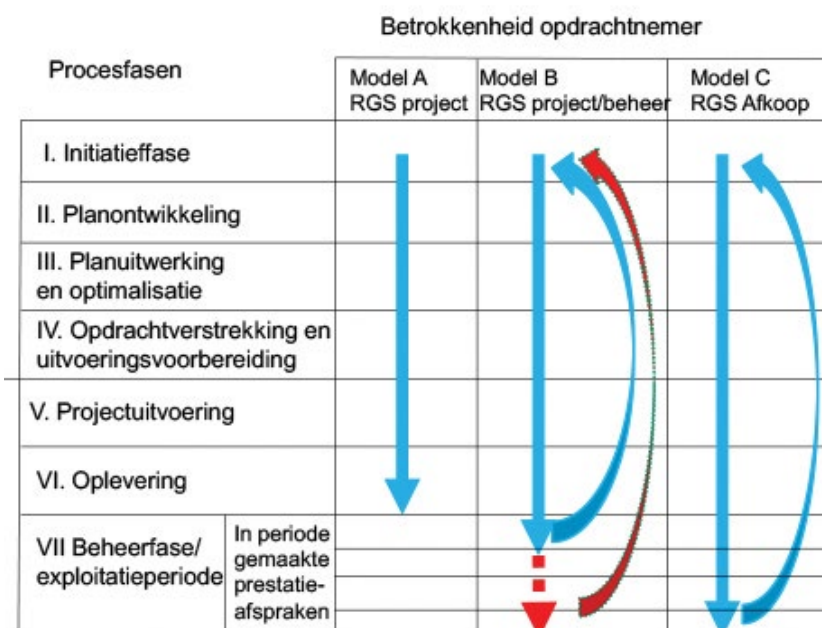 Betrokkenheid opdrachtnemer
Procesfasen
Model A
RGS project
Model B
RGS project/beheer
Model C
RGS Afkoop
I. Initiatieffase
II. Planontwikkeling
III. Planuitwerking
en optimalisatie
IV. Opdrachtverstrekking en
uitvoeringsvoorbereiding
V. Projectuitvoering
VI. Oplevering
VII Beheerfase/
exploitatieperiode
In periode
gemaakte
prestatie-
afspraken